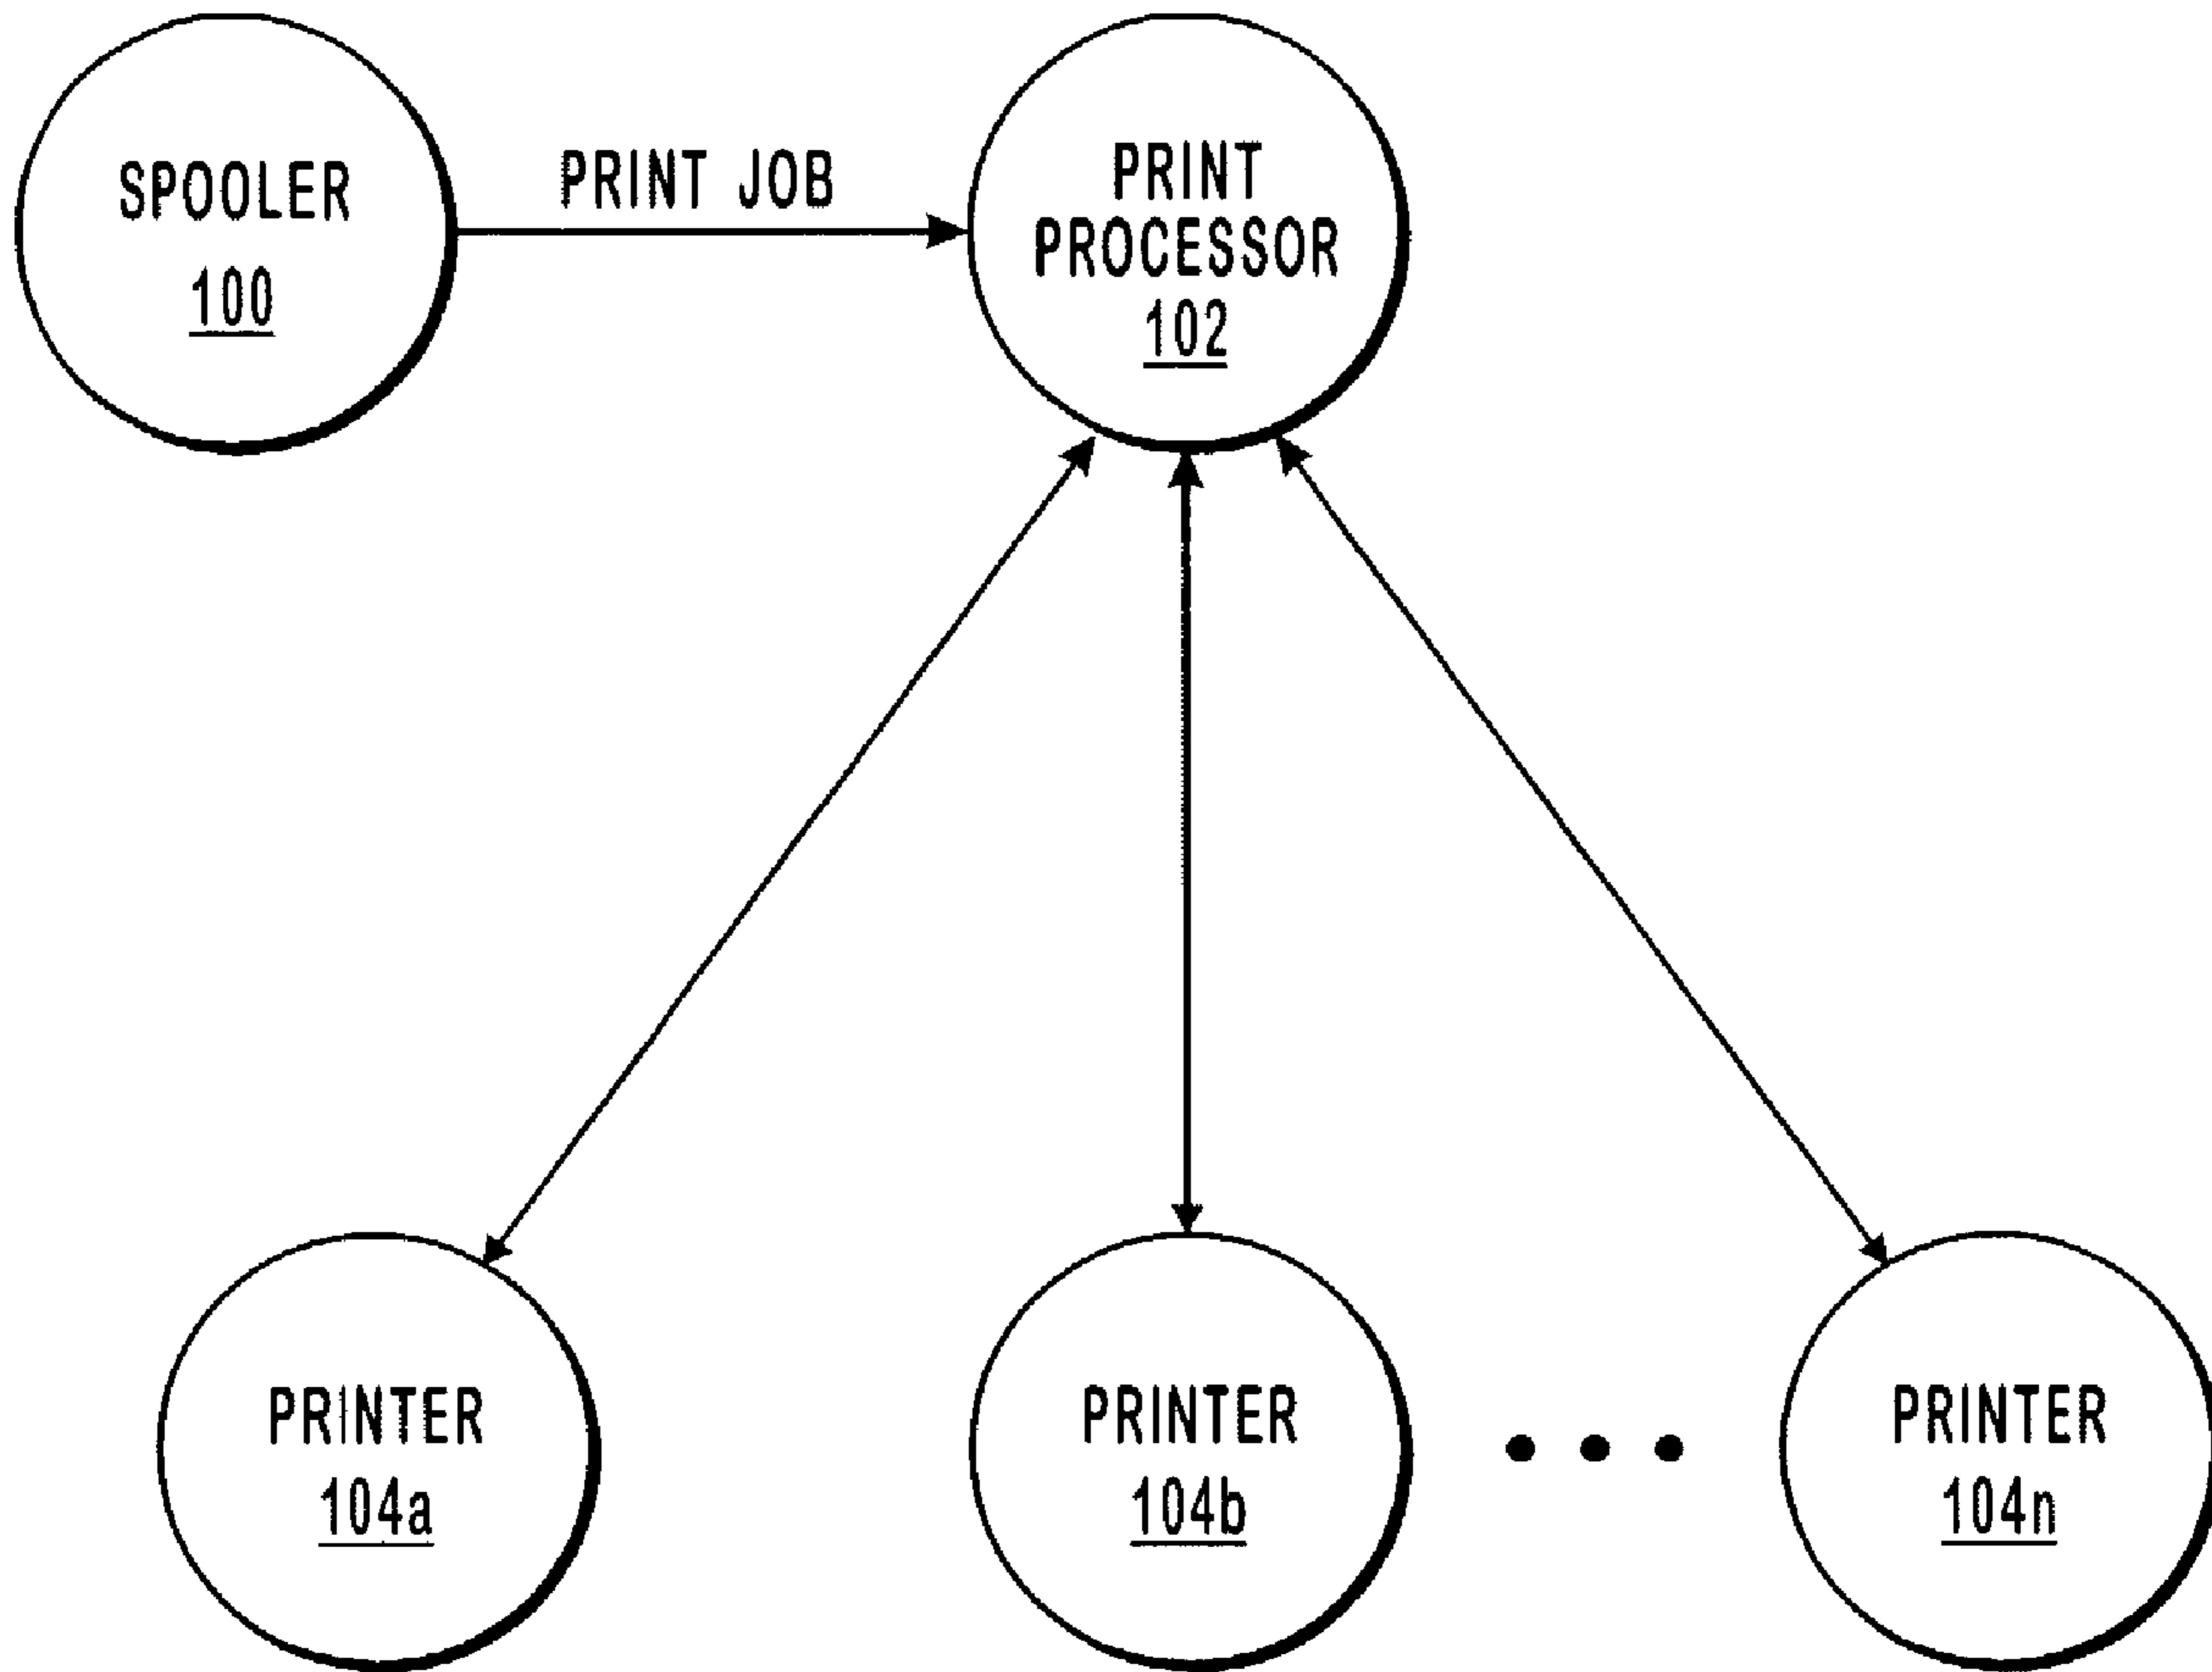 SPOOLER
100
PRINT JOB
PRINT
PROCESSOR
102
PRINTER
104a
PRINTER
104b
PRINTER
104n